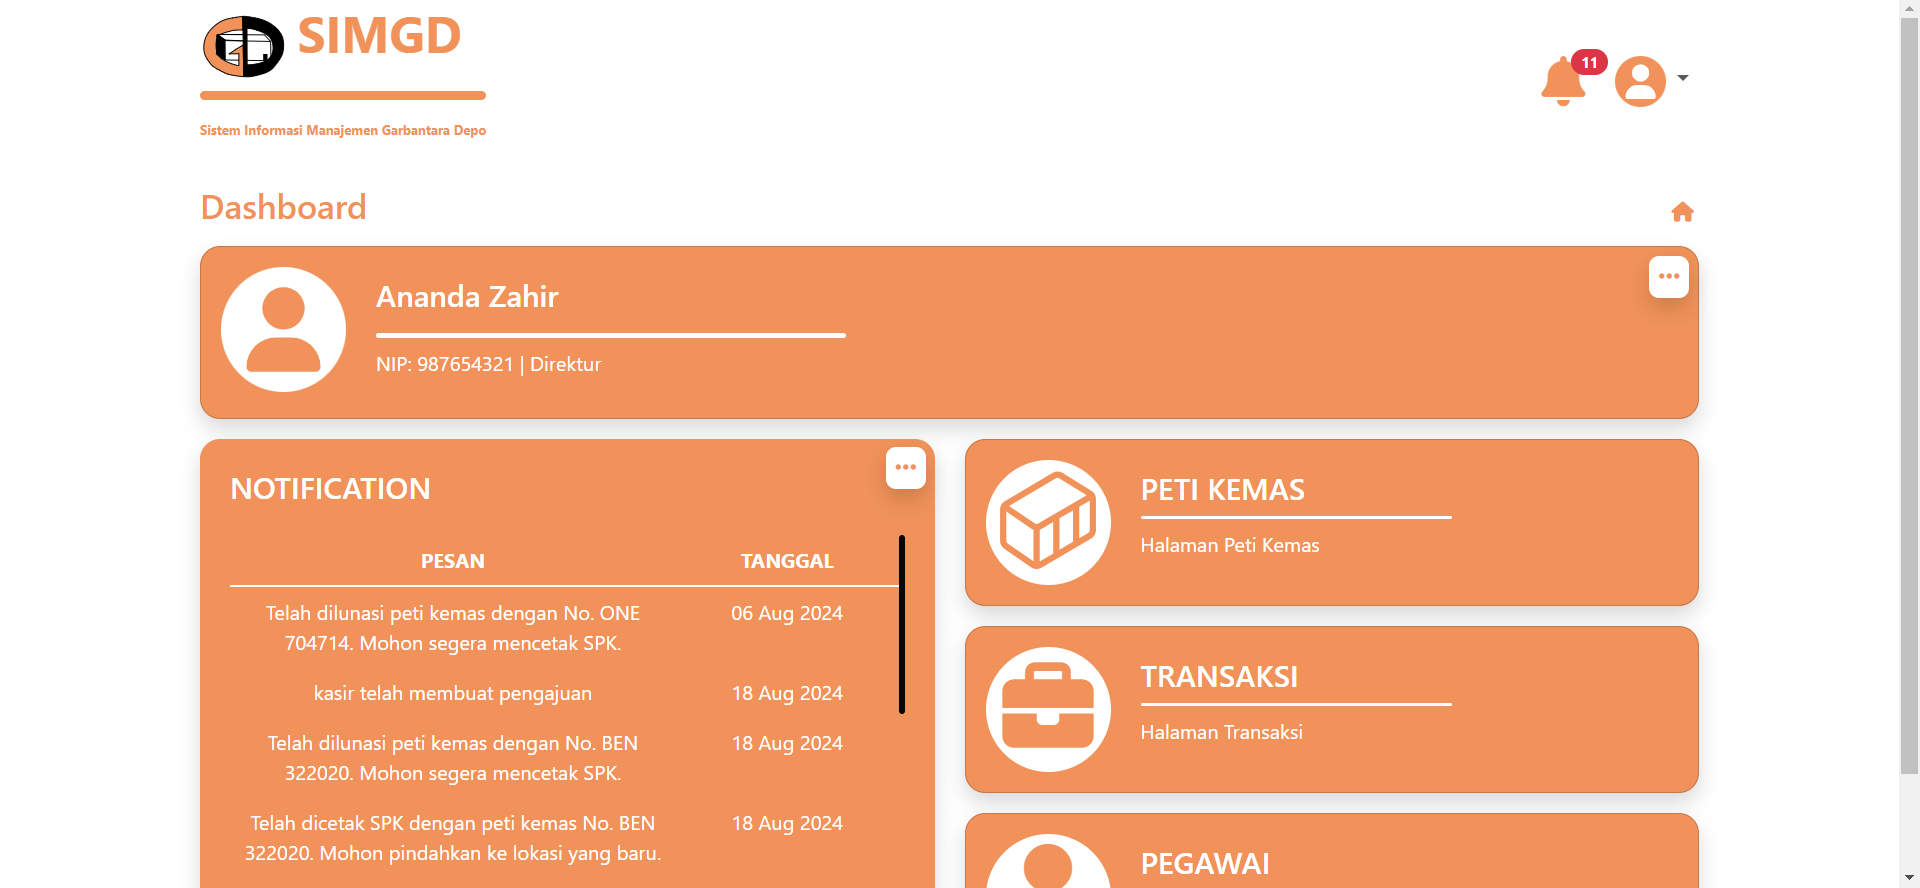 SIMGD
Sistem Informasi Manajemen Garbantara Depo
11
Dashboard
Ananda Zahir
NIP: 987654321 | Direktur
NOTIFICATION
PESAN TANGGAL
Telah dilunasi peti kemas dengan No. ONE 06 Aug 2024
704714. Mohon segera mencetak SPK.
kasir telah membuat pengajuan 18 Aug 2024
Telah dilunasi peti kemas dengan No. BEN 18 Aug 2024
322020. Mohon segera mencetak SPK.
Telah dicetak SPK dengan peti kemas No. BEN 18 Aug 2024
322020. Mohon pindahkan ke lokasi yang baru.
PETI KEMAS
Halaman Peti Kemas
TRANSAKSI
Halaman Transaksi
PEGAWAI